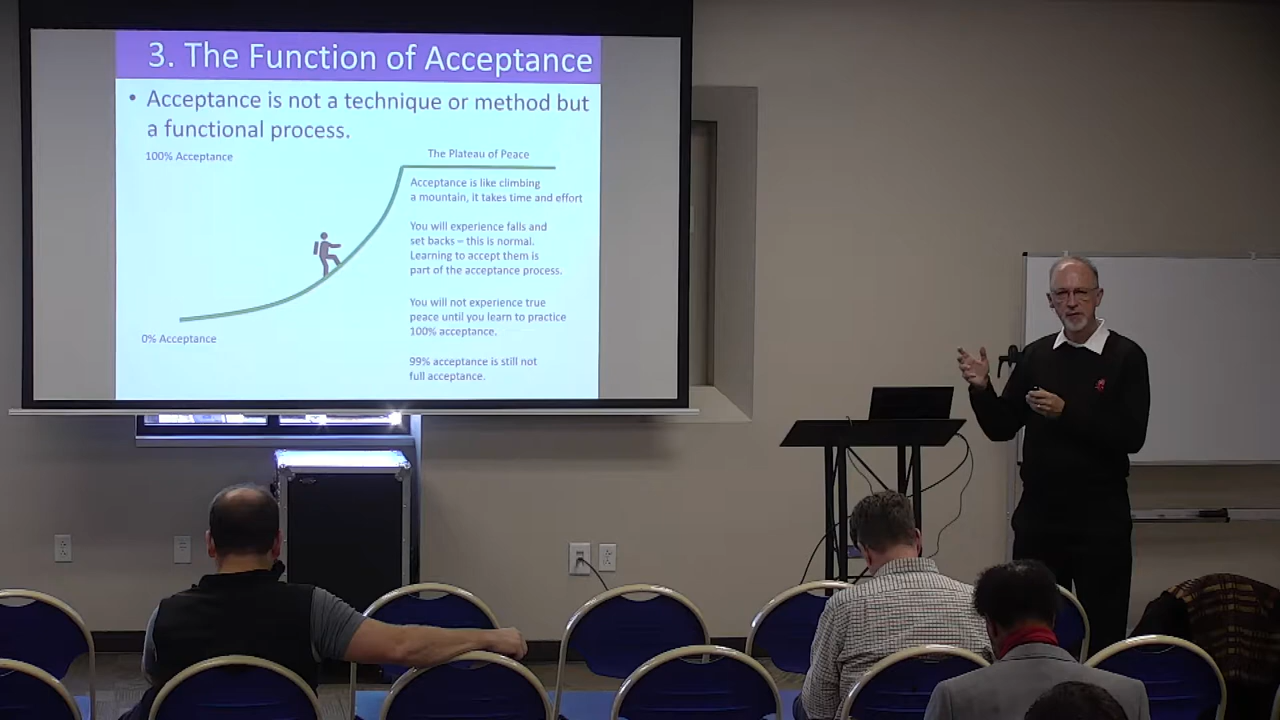 3. The Function of Acceptance
• Acceptance is not a technique or method but
a functional process.
100% Acceptance
The Plateau of Peace
Acceptance is like climbing
a mountain, it takes time and effort
You will experience falls and
set backs – this is normal.
Learning to accept them is
part of the acceptance process.
You will not experience true
peace until you learn to practice
100% acceptance.
0% Acceptance
99% acceptance is still not
full acceptance.